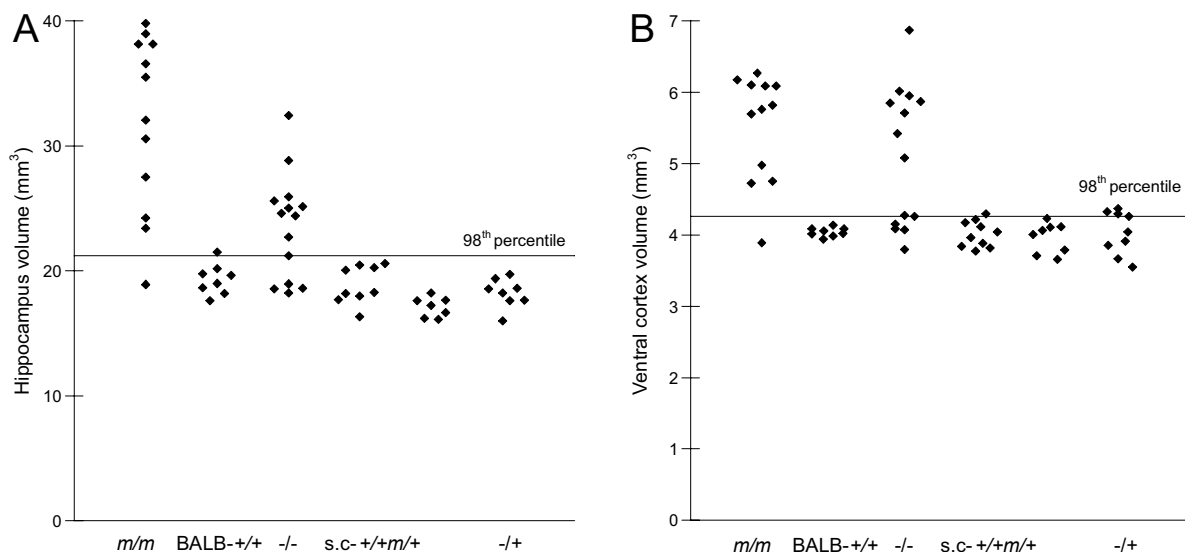 A
Hippocampus volume (mm³)
40
30
20
10
0
98th percentile
m/m BALB-+/+ -/- s.c- +/+m/+ -/+
B
Ventral cortex volume (mm³)
7
6
5
4
3
2
1
0
98th percentile
m/m BALB-+/+ -/- s.c- +/+m/+ -/+